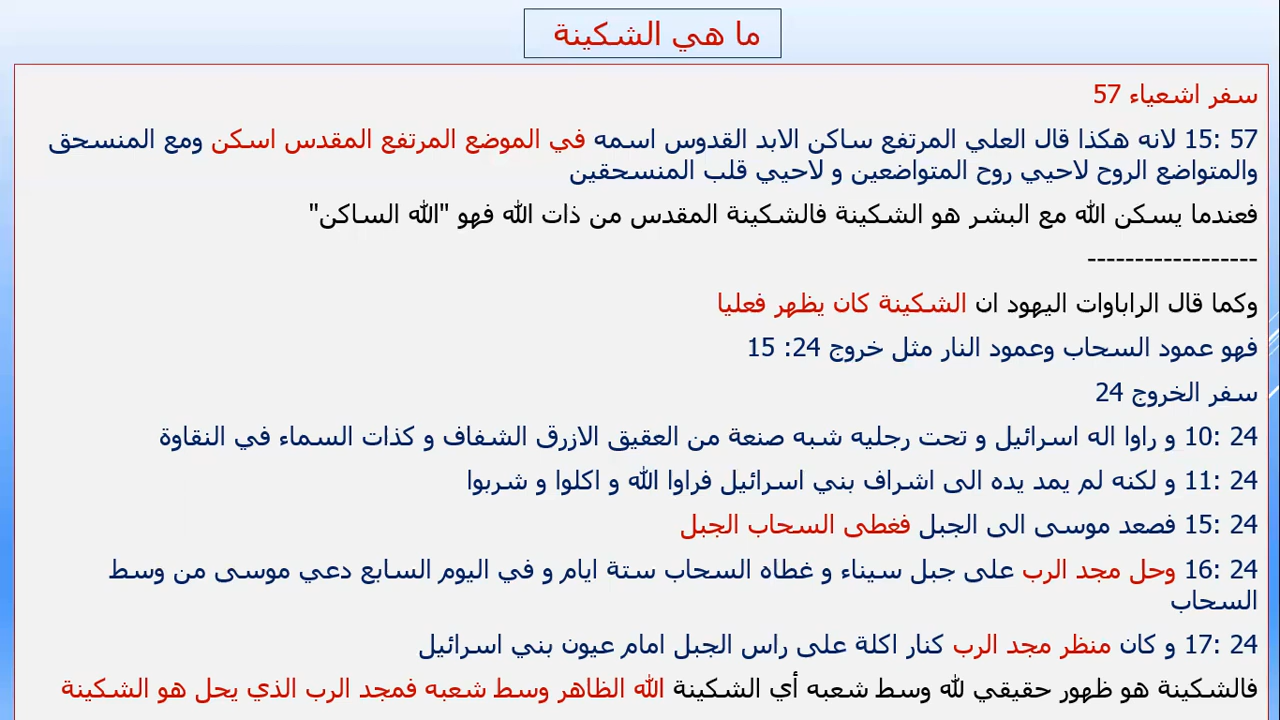 ما هي الشكينة
سفر اشعياء 57
57 :15 لانه هكذا قال العلي المرتفع ساكن الابد القدوس اسمه في الموضع المرتفع المقدس اسكن ومع المنسحق
والمتواضع الروح لاحيي روح المتواضعين و لاحيي قلب المنسحقين
فعندما يسكن الله مع البشر هو الشكينة فالشكينة المقدس من ذات الله فهو "الله الساكن"
------------------
وكما قال الراباوات اليهود ان الشكينة كان يظهر فعليا
فهو عمود السحاب وعمود النار مثل خروج 24: 15
سفر الخروج 24
24 :10 و راوا اله اسرائيل و تحت رجليه شبه صنعة من العقيق الازرق الشفاف و كذات السماء في النقاوة
24 :11 و لكنه لم يمد يده الى اشراف بني اسرائيل فراوا الله و اكلوا و شربوا
24 :15 فصعد موسى الى الجبل فغطى السحاب الجبل
24 :16 وحل مجد الرب على جبل سيناء و غطاه السحاب ستة ايام و في اليوم السابع دعي موسى من وسط
السحاب
24 :17 و كان منظر مجد الرب كنار اكلة على راس الجبل امام عيون بني اسرائيل
فالشكينة هو ظهور حقيقي لله وسط شعبه أي الشكينة الله الظاهر وسط شعبه فمجد الرب الذي يحل هو الشكينة